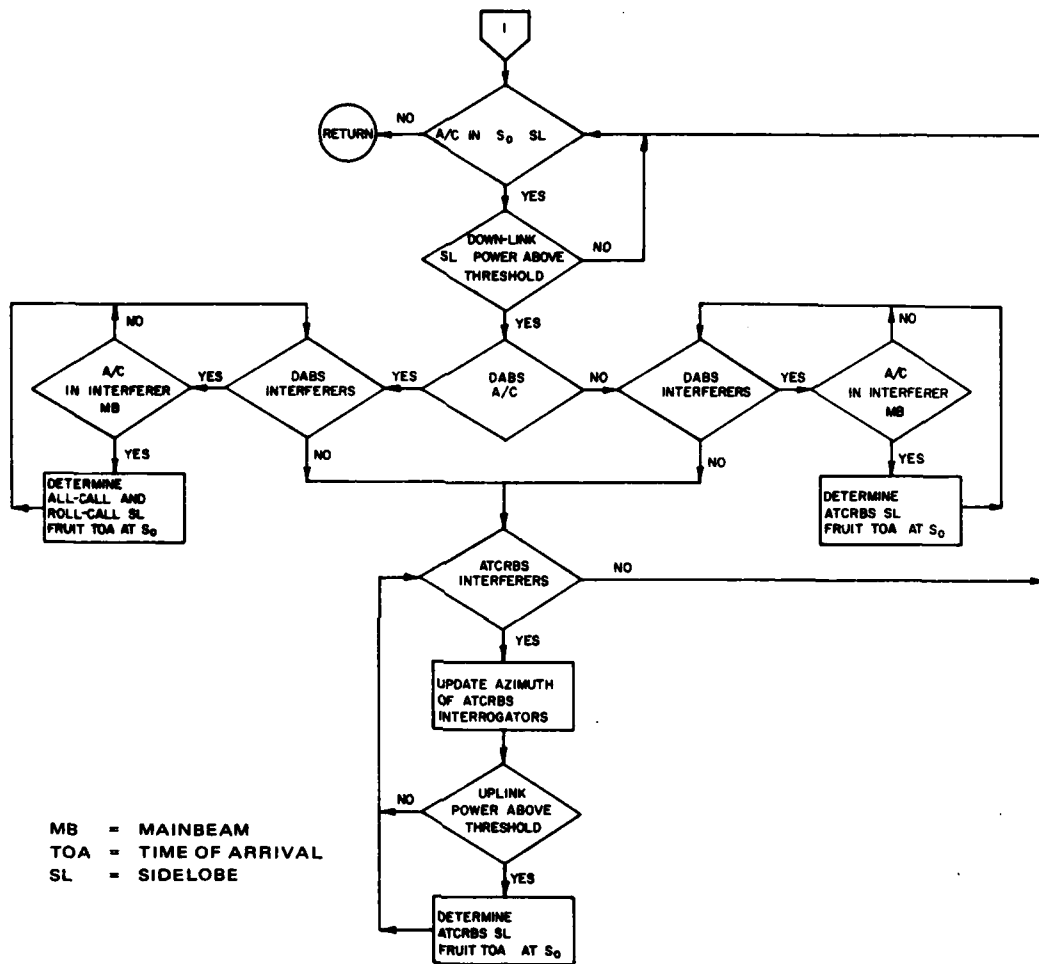 I
RETURN
NO
A/C IN S₀ SL
YES
DOWN-LINK
SL POWER ABOVE
THRESHOLD
NO
YES
NO
A/C
IN INTERFERER
MB
YES
DABS
INTERFERERS
YES
DABS
A/C
NO
DABS
INTERFERERS
YES
A/C
IN INTERFERER
MB
NO
YES
NO
NO
YES
DETERMINE
ALL-CALL AND
ROLL-CALL SL
FRUIT TOA AT S₀
DETERMINE
ATCRBS SL
FRUIT TOA AT S₀
ATCRBS
INTERFERERS
NO
YES
UPDATE AZIMUTH
OF ATCRBS
INTERROGATORS
NO
UPLINK
POWER ABOVE
THRESHOLD
YES
DETERMINE
ATCRBS SL
FRUIT TOA AT S₀
MB = MAINBEAM
TOA = TIME OF ARRIVAL
SL = SIDELOBE